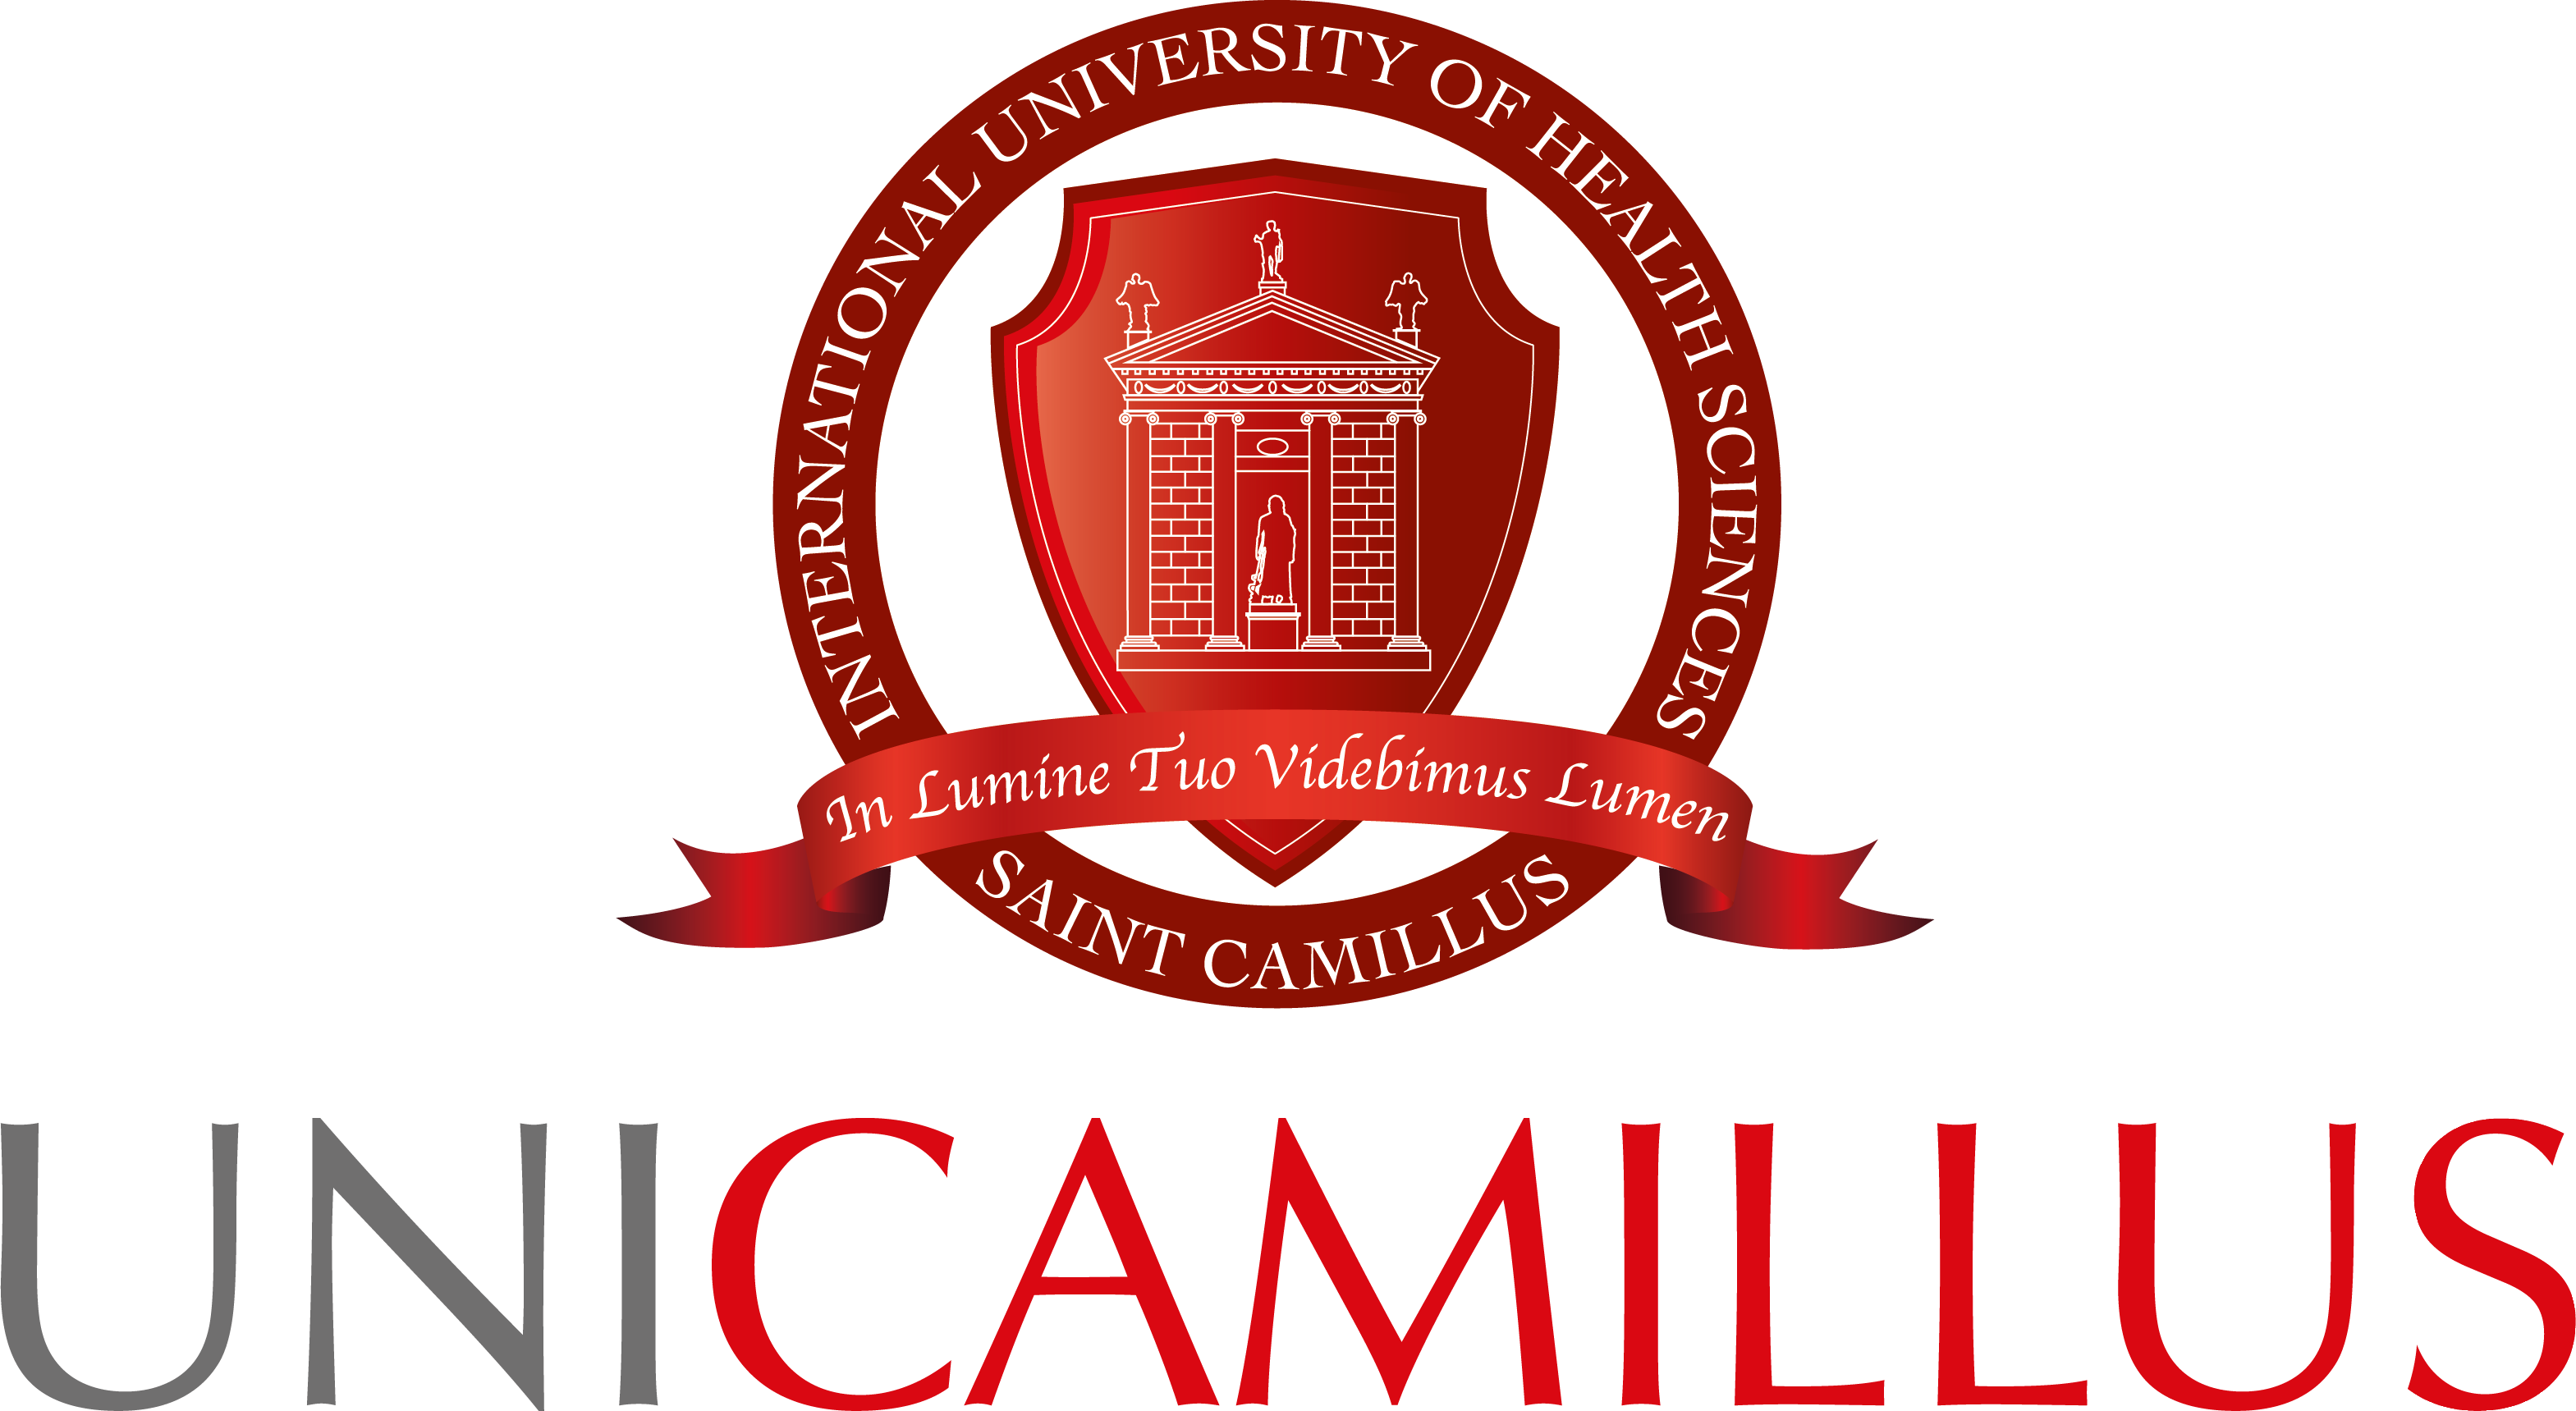 INTERNATIONAL UNIVERSITY OF HEALTH SCIENCES
In Lumine Tuo Videbimus Lumen
SAINT CAMILLUS
UNICAMILLUS